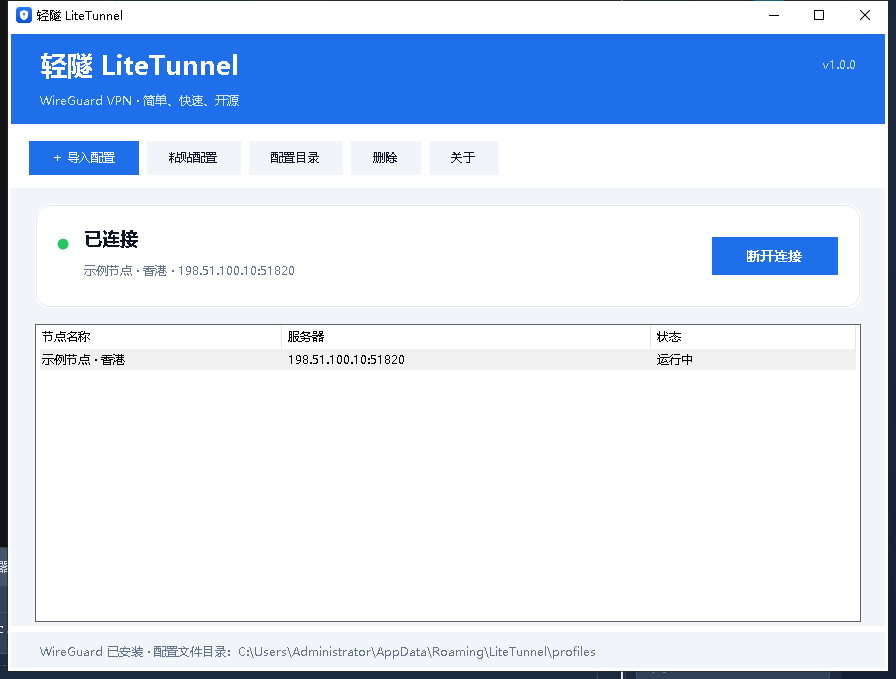 轻隧 LiteTunnel
轻隧 LiteTunnel
v1.0.0
WireGuard VPN · 简单、快速、开源
+ 导入配置 粘贴配置 配置目录 删除 关于
已连接
示例节点 · 香港 · 198.51.100.10:51820
断开连接
节点名称 服务器 状态
示例节点 · 香港 198.51.100.10:51820 运行中
WireGuard 已安装 · 配置文件目录: C:\Users\Administrator\AppData\Roaming\LiteTunnel\profiles